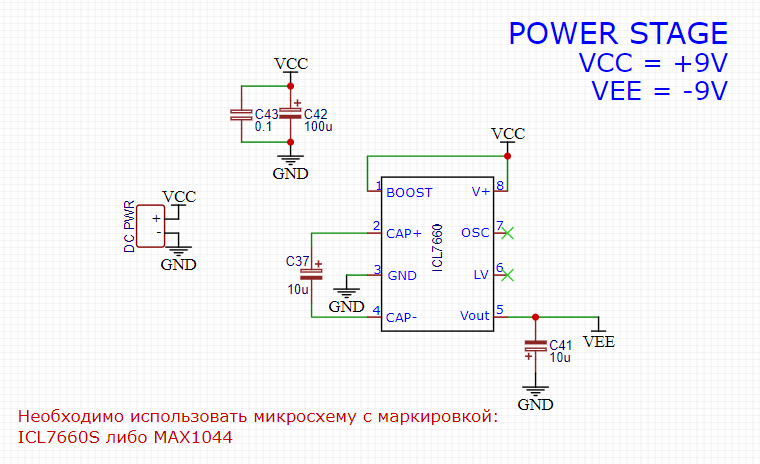 POWER STAGE
VCC = +9V
VEE = -9V
VCC
C43
0.1
+
C42
100u
GND
VCC
DC PWR
+
-
GND
VCC
1
BOOST
V+
8
2
CAP+
OSC
7
ICL7660
C37
+
10u
3
GND
LV
6
GND
4
CAP-
Vout
5
C41
10u
+
VEE
GND
Необходимо использовать микросхему с маркировкой:
ICL7660S либо MAX1044